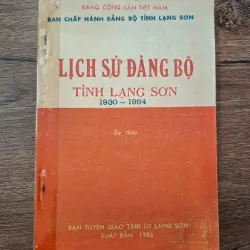 ĐẢNG CỘNG SẢN VIỆT NAM
BAN CHẤP HÀNH ĐẢNG BỘ TỈNH LẠNG SƠN
LỊCH SỬ ĐẢNG BỘ
TỈNH LẠNG SƠN
1930-1954
Sơ thảo
BAN TUYÊN GIÁO TỈNH ỦY LẠNG SƠN
XUẤT BẢN 1986